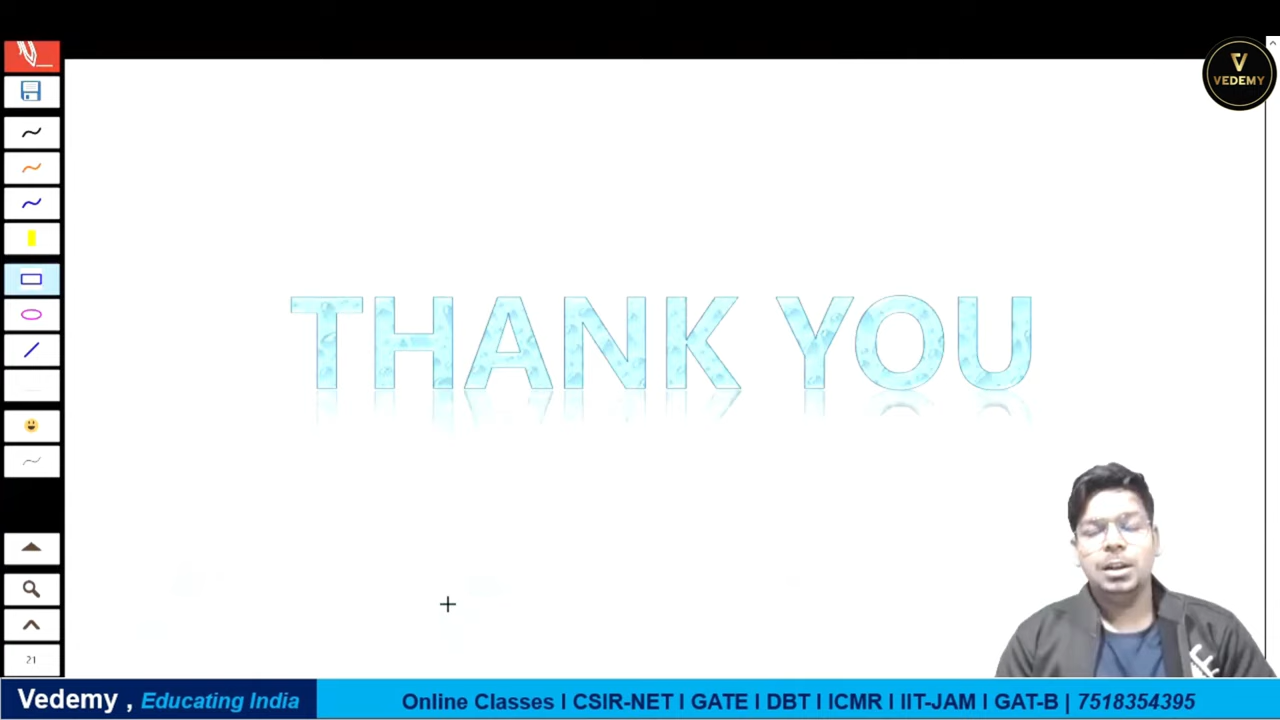 V
VEDEMY
THANK YOU
21
Vedemy , Educating India
Online Classes I CSIR-NET I GATE I DBT I ICMR I IIT-JAM I GAT-B | 7518354395